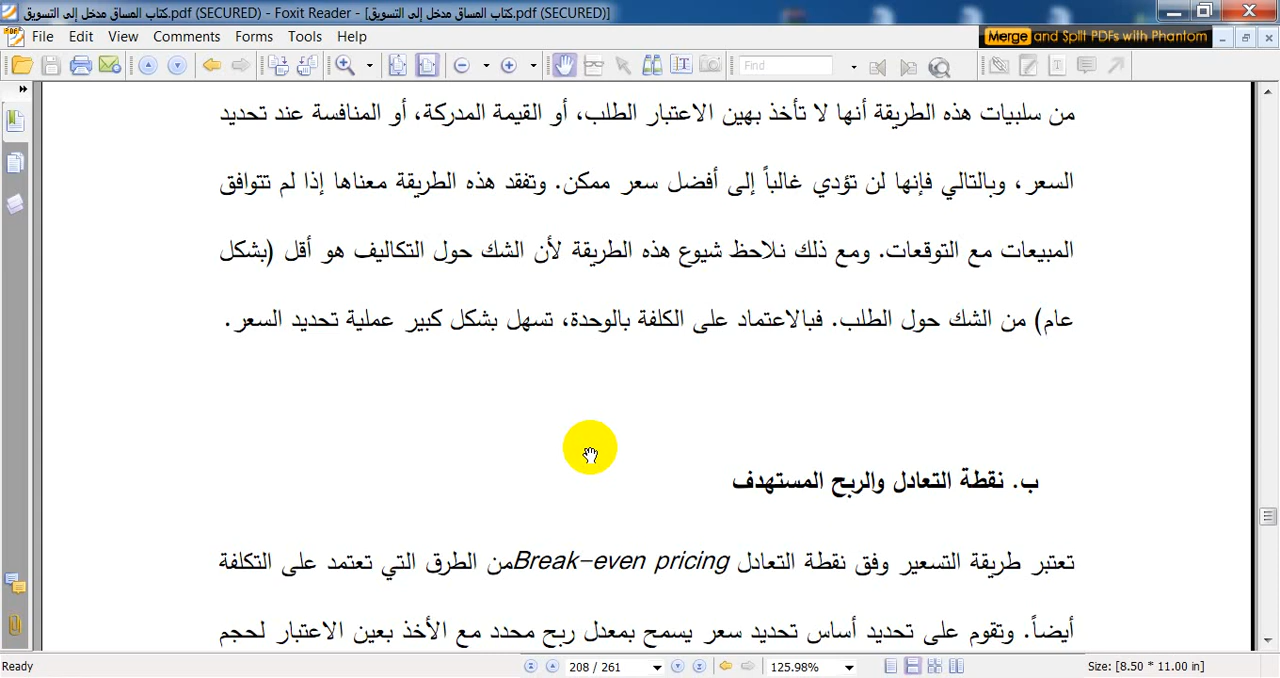 كتاب المساق مدخل إلى التسويق.pdf (SECURED) - Foxit Reader - [كتاب المساق مدخل إلى التسويق.pdf (SECURED)]
File Edit View Comments Forms Tools Help
Merge and Split PDFs with Phantom
Find
من سلبيات هذه الطريقة أنها لا تأخذ بهين الاعتبار الطلب، أو القيمة المدركة، أو المنافسة عند تحديد
السعر، وبالتالي فإنها لن تؤدي غالباً إلى أفضل سعر ممكن. وتفقد هذه الطريقة معناها إذا لم تتوافق
المبيعات مع التوقعات. ومع ذلك نلاحظ شيوع هذه الطريقة لأن الشك حول التكاليف هو أقل (بشكل
عام) من الشك حول الطلب. فبالاعتماد على الكلفة بالوحدة، تسهل بشكل كبير عملية تحديد السعر.
ب. نقطة التعادل والربح المستهدف
تعتبر طريقة التسعير وفق نقطة التعادل Break-even pricing من الطرق التي تعتمد على التكلفة
أيضاً. وتقوم على تحديد أساس تحديد سعر يسمح بمعدل ربح محدد مع الأخذ بعين الاعتبار لحجم
Ready 208 / 261 125.98% Size: [8.50 * 11.00 in]